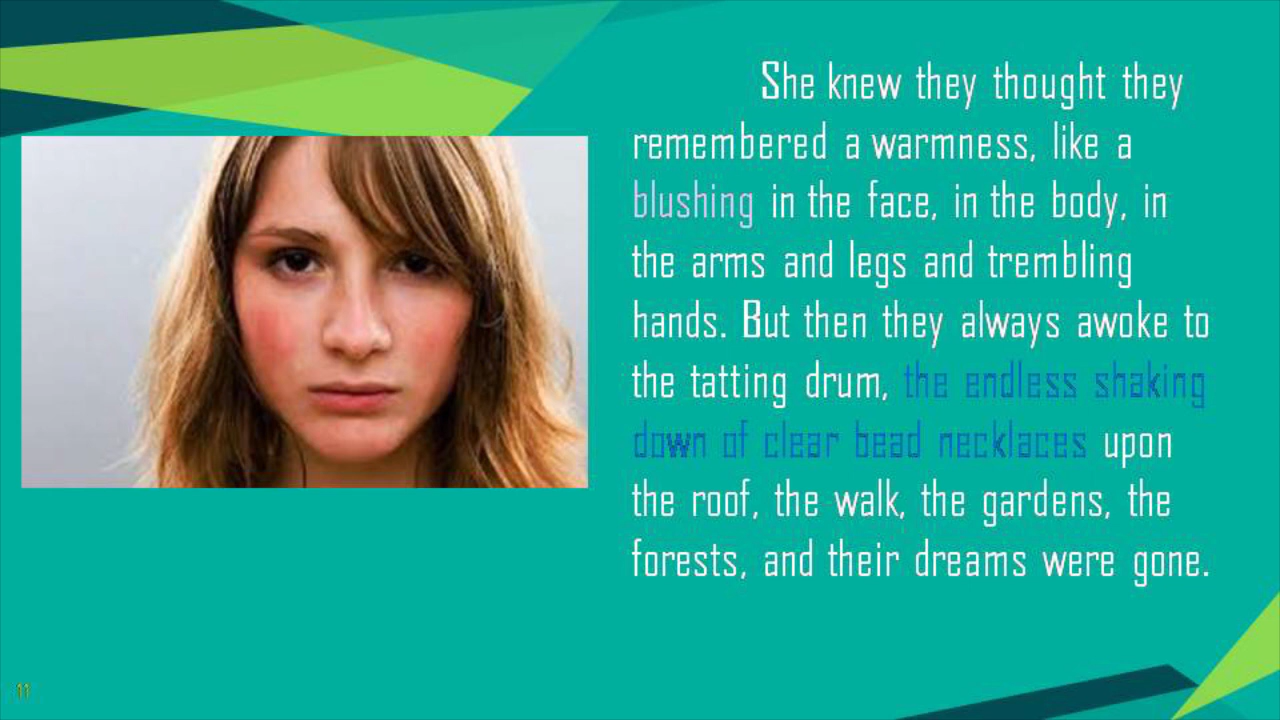 She knew they thought they
remembered a warmness, like a
blushing in the face, in the body, in
the arms and legs and trembling
hands. But then they always awoke to
the tatting drum, the endless shaking
down of clear bead necklaces upon
the roof, the walk, the gardens, the
forests, and their dreams were gone.
11